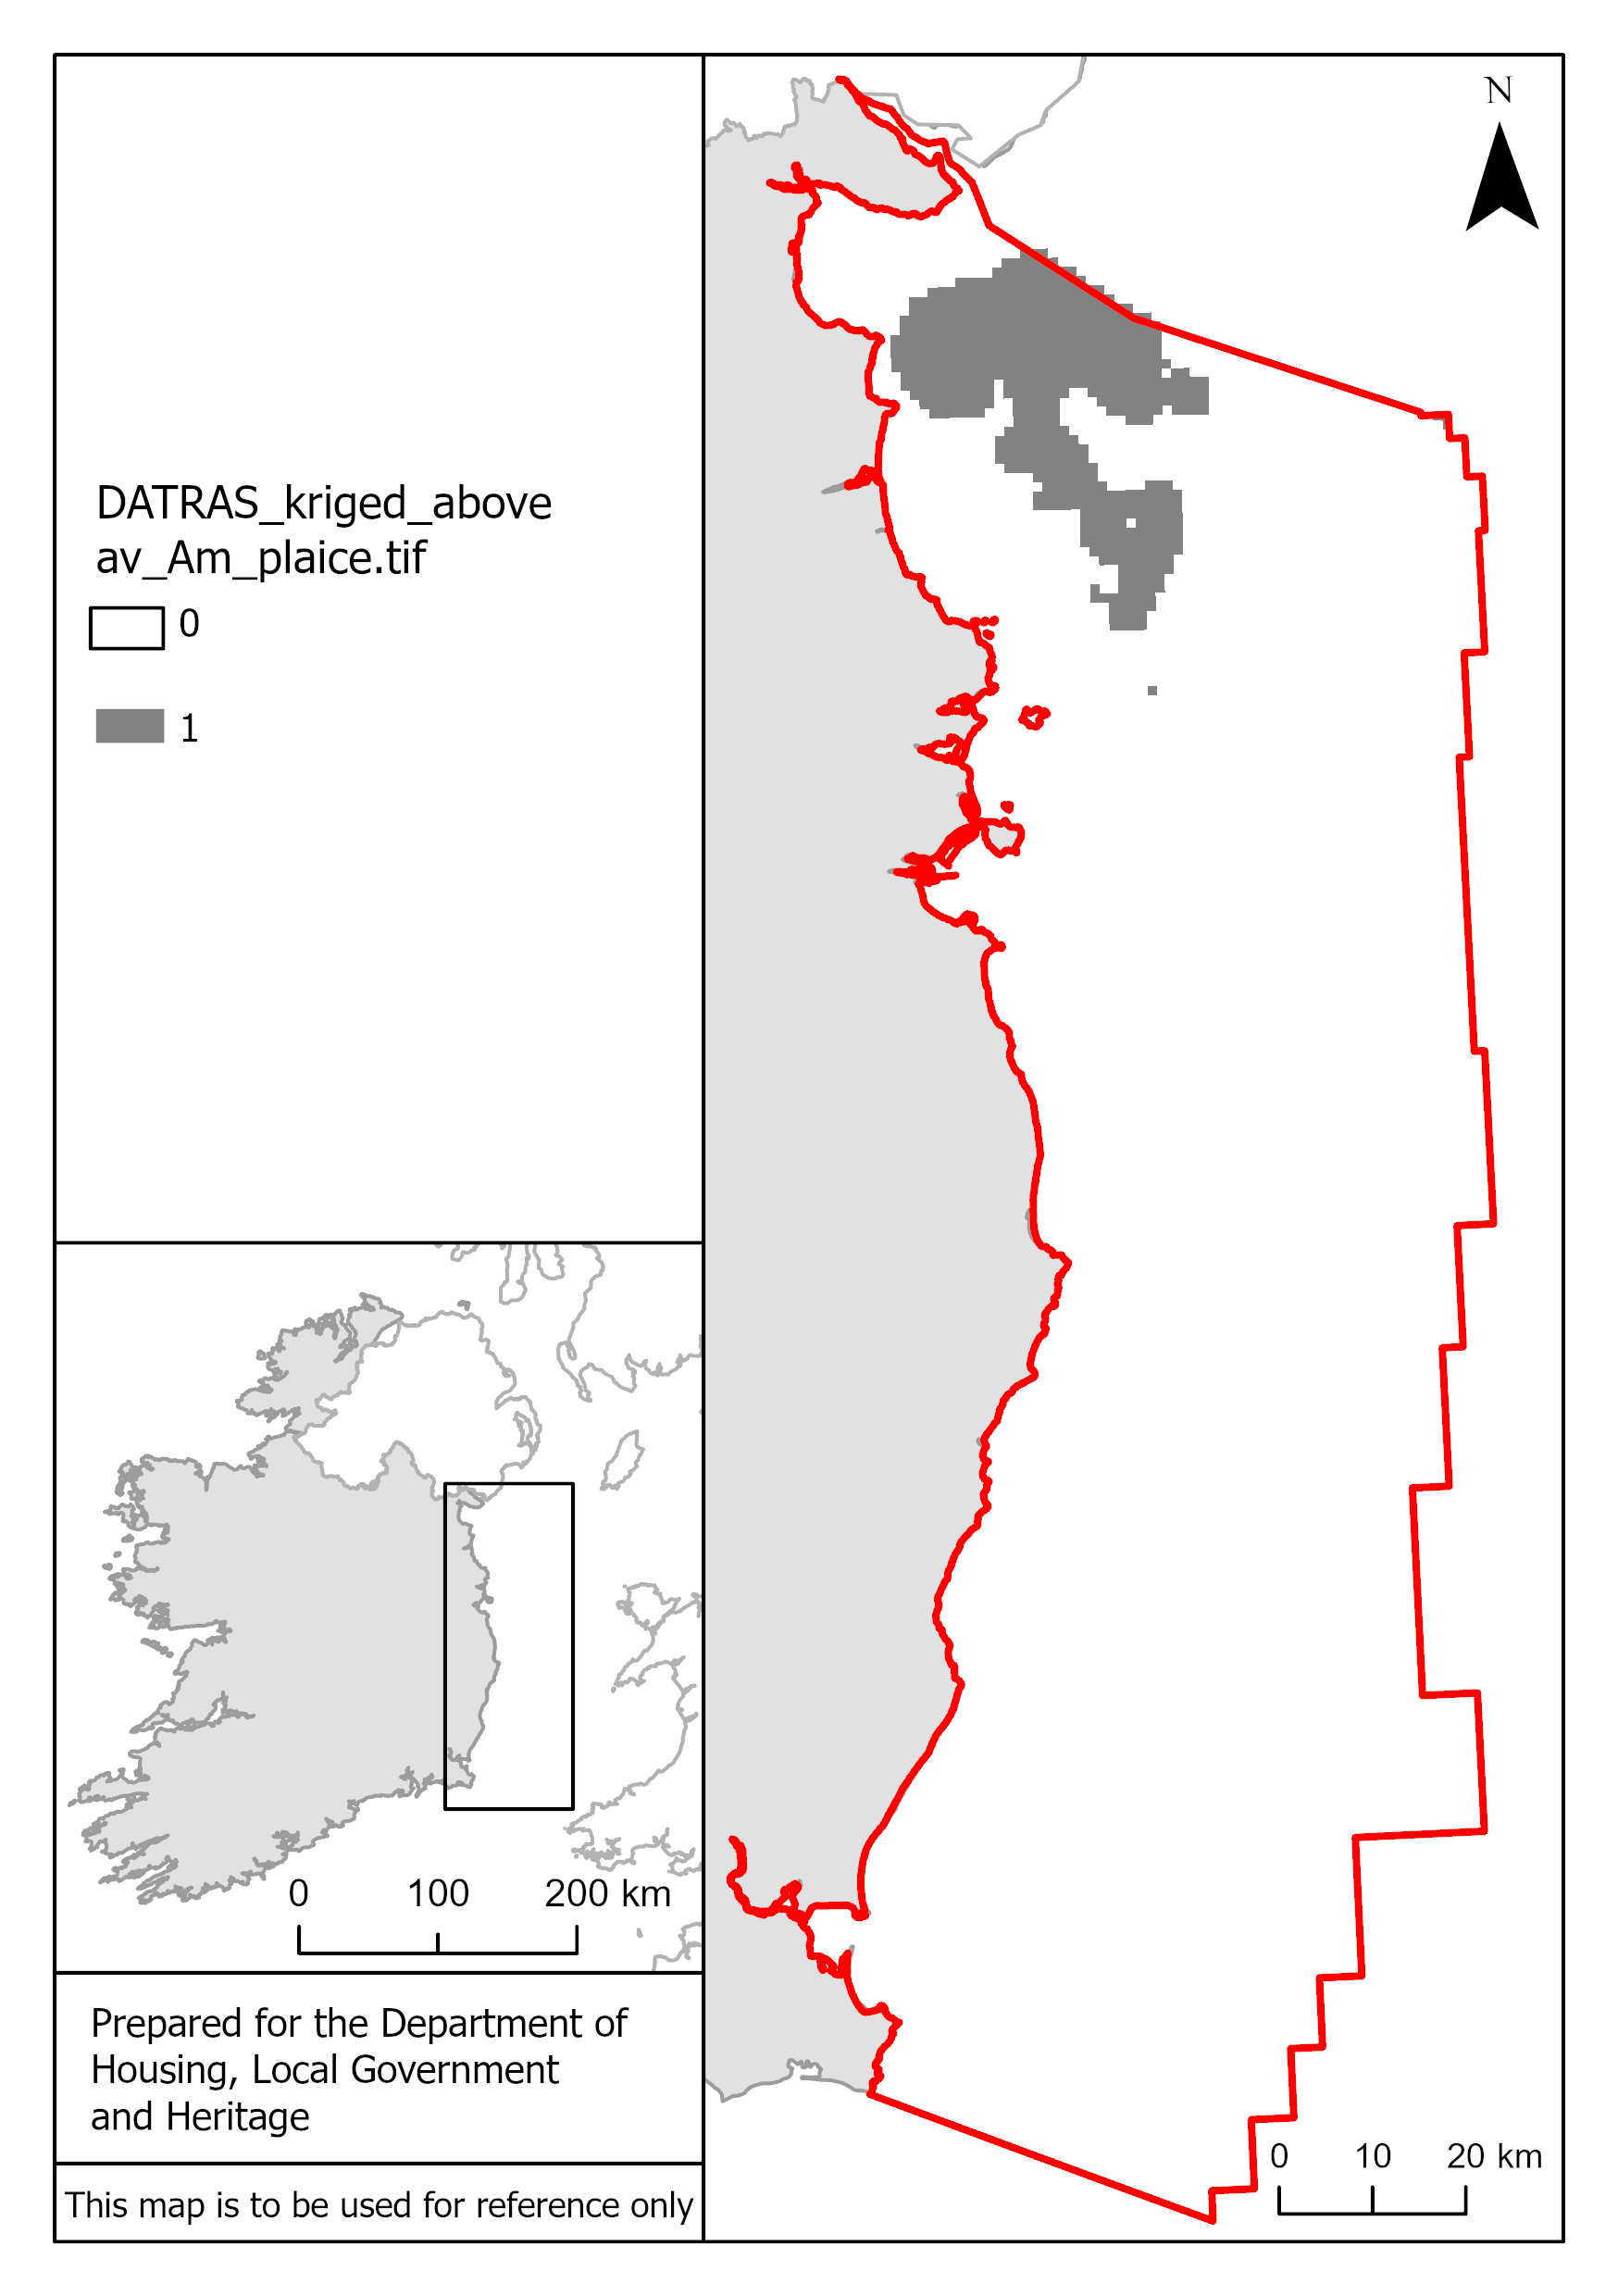 N
DATRAS_kriged_above
av_Am_plaice.tif
0
1
0 100 200 km
Prepared for the Department of
Housing, Local Government
and Heritage
This map is to be used for reference only
0 10 20 km